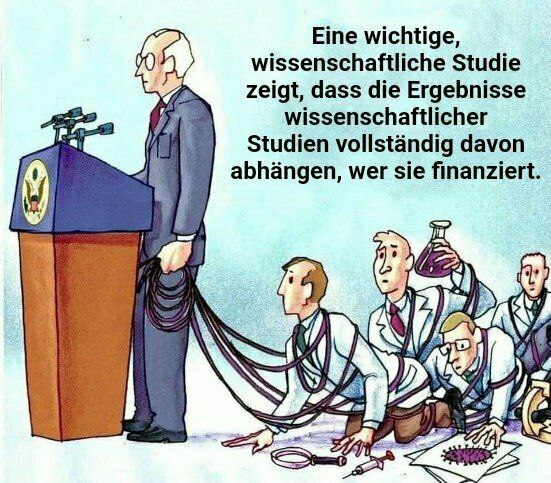 Eine wichtige,
wissenschaftliche Studie
zeigt, dass die Ergebnisse
wissenschaftlicher
Studien vollständig davon
abhängen, wer sie finanziert.